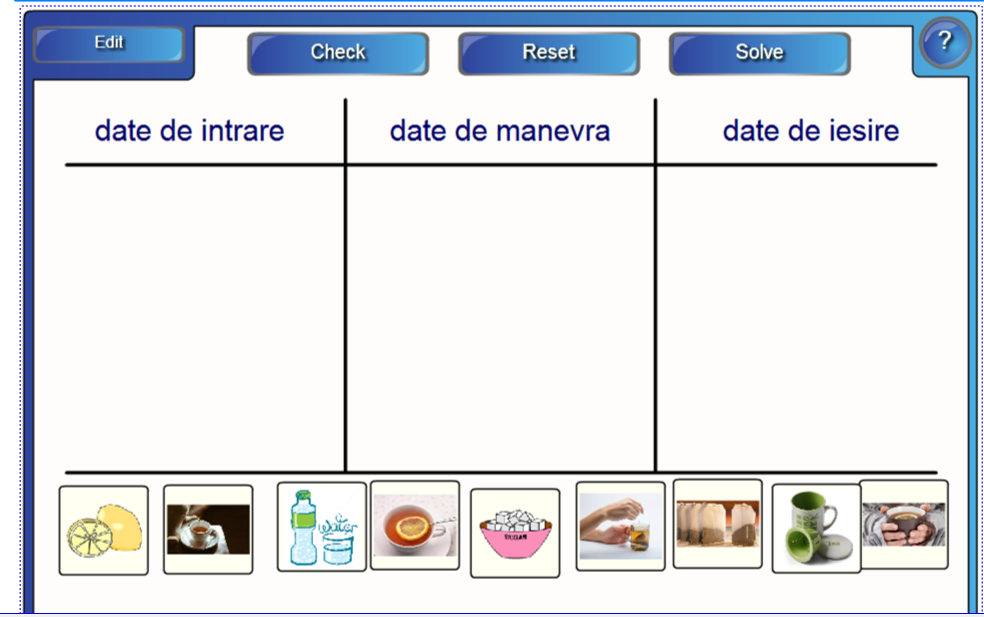 Edit
Check
Reset
Solve
?
date de intrare
date de manevra
date de iesire
water